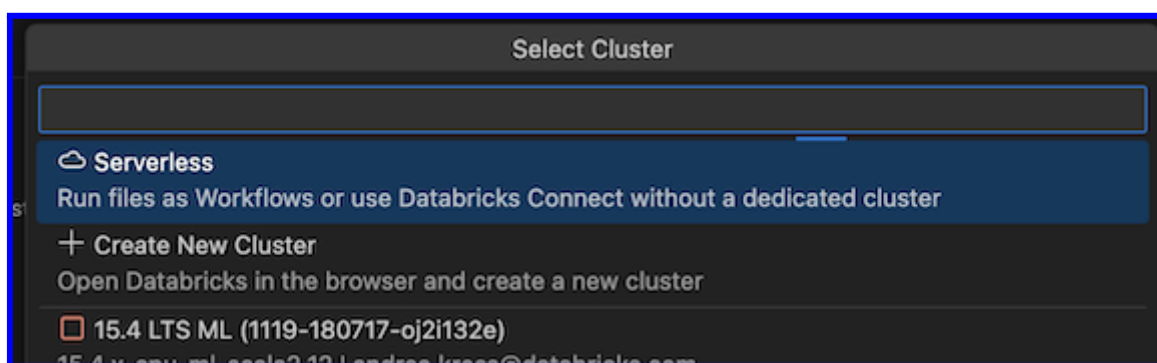 Select Cluster
Serverless
Run files as Workflows or use Databricks Connect without a dedicated cluster
st
+ Create New Cluster
Open Databricks in the browser and create a new cluster
15.4 LTS ML (1119-180717-oj2i132e)